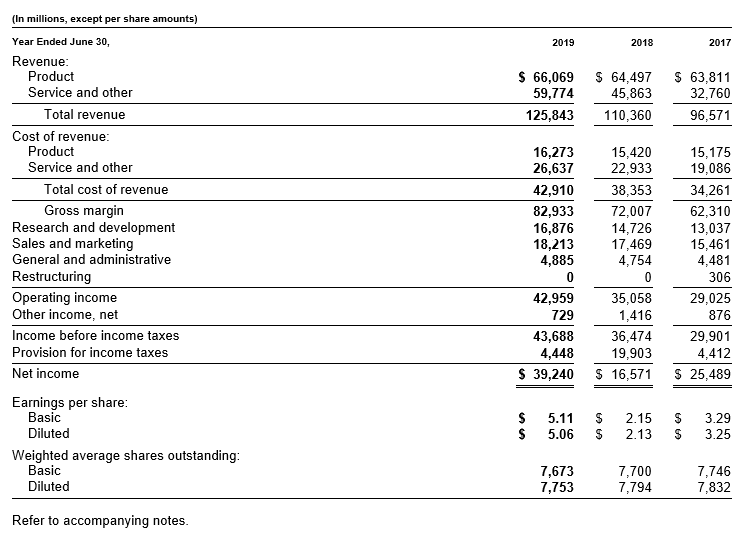 (In millions, except per share amounts)
Year Ended June 30, 2019 2018 2017
Revenue:
Product $ 66,069 $ 64,497 $ 63,811
Service and other 59,774 45,863 32,760
Total revenue 125,843 110,360 96,571
Cost of revenue:
Product 16,273 15,420 15,175
Service and other 26,637 22,933 19,086
Total cost of revenue 42,910 38,353 34,261
Gross margin 82,933 72,007 62,310
Research and development 16,876 14,726 13,037
Sales and marketing 18,213 17,469 15,461
General and administrative 4,885 4,754 4,481
Restructuring 0 0 306
Operating income 42,959 35,058 29,025
Other income, net 729 1,416 876
Income before income taxes 43,688 36,474 29,901
Provision for income taxes 4,448 19,903 4,412
Net income $ 39,240 $ 16,571 $ 25,489
Earnings per share:
Basic $ 5.11 $ 2.15 $ 3.29
Diluted $ 5.06 $ 2.13 $ 3.25
Weighted average shares outstanding:
Basic 7,673 7,700 7,746
Diluted 7,753 7,794 7,832
Refer to accompanying notes.